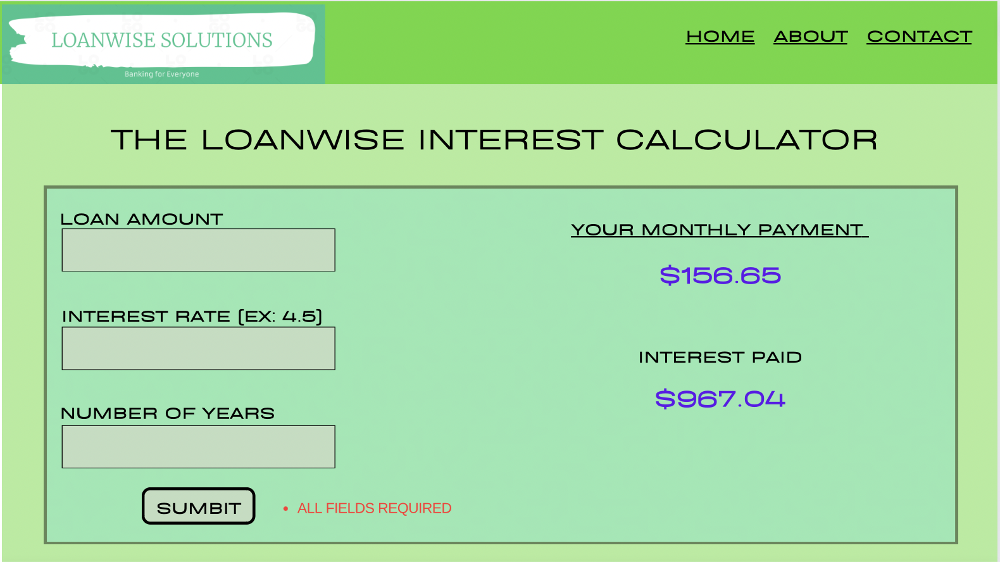 LOANWISE SOLUTIONS
Banking for Everyone
HOME ABOUT CONTACT
THE LOANWISE INTEREST CALCULATOR
LOAN AMOUNT
INTEREST RATE (EX: 4.5)
NUMBER OF YEARS
SUMBIT
• ALL FIELDS REQUIRED
YOUR MONTHLY PAYMENT
$156.65
INTEREST PAID
$967.04